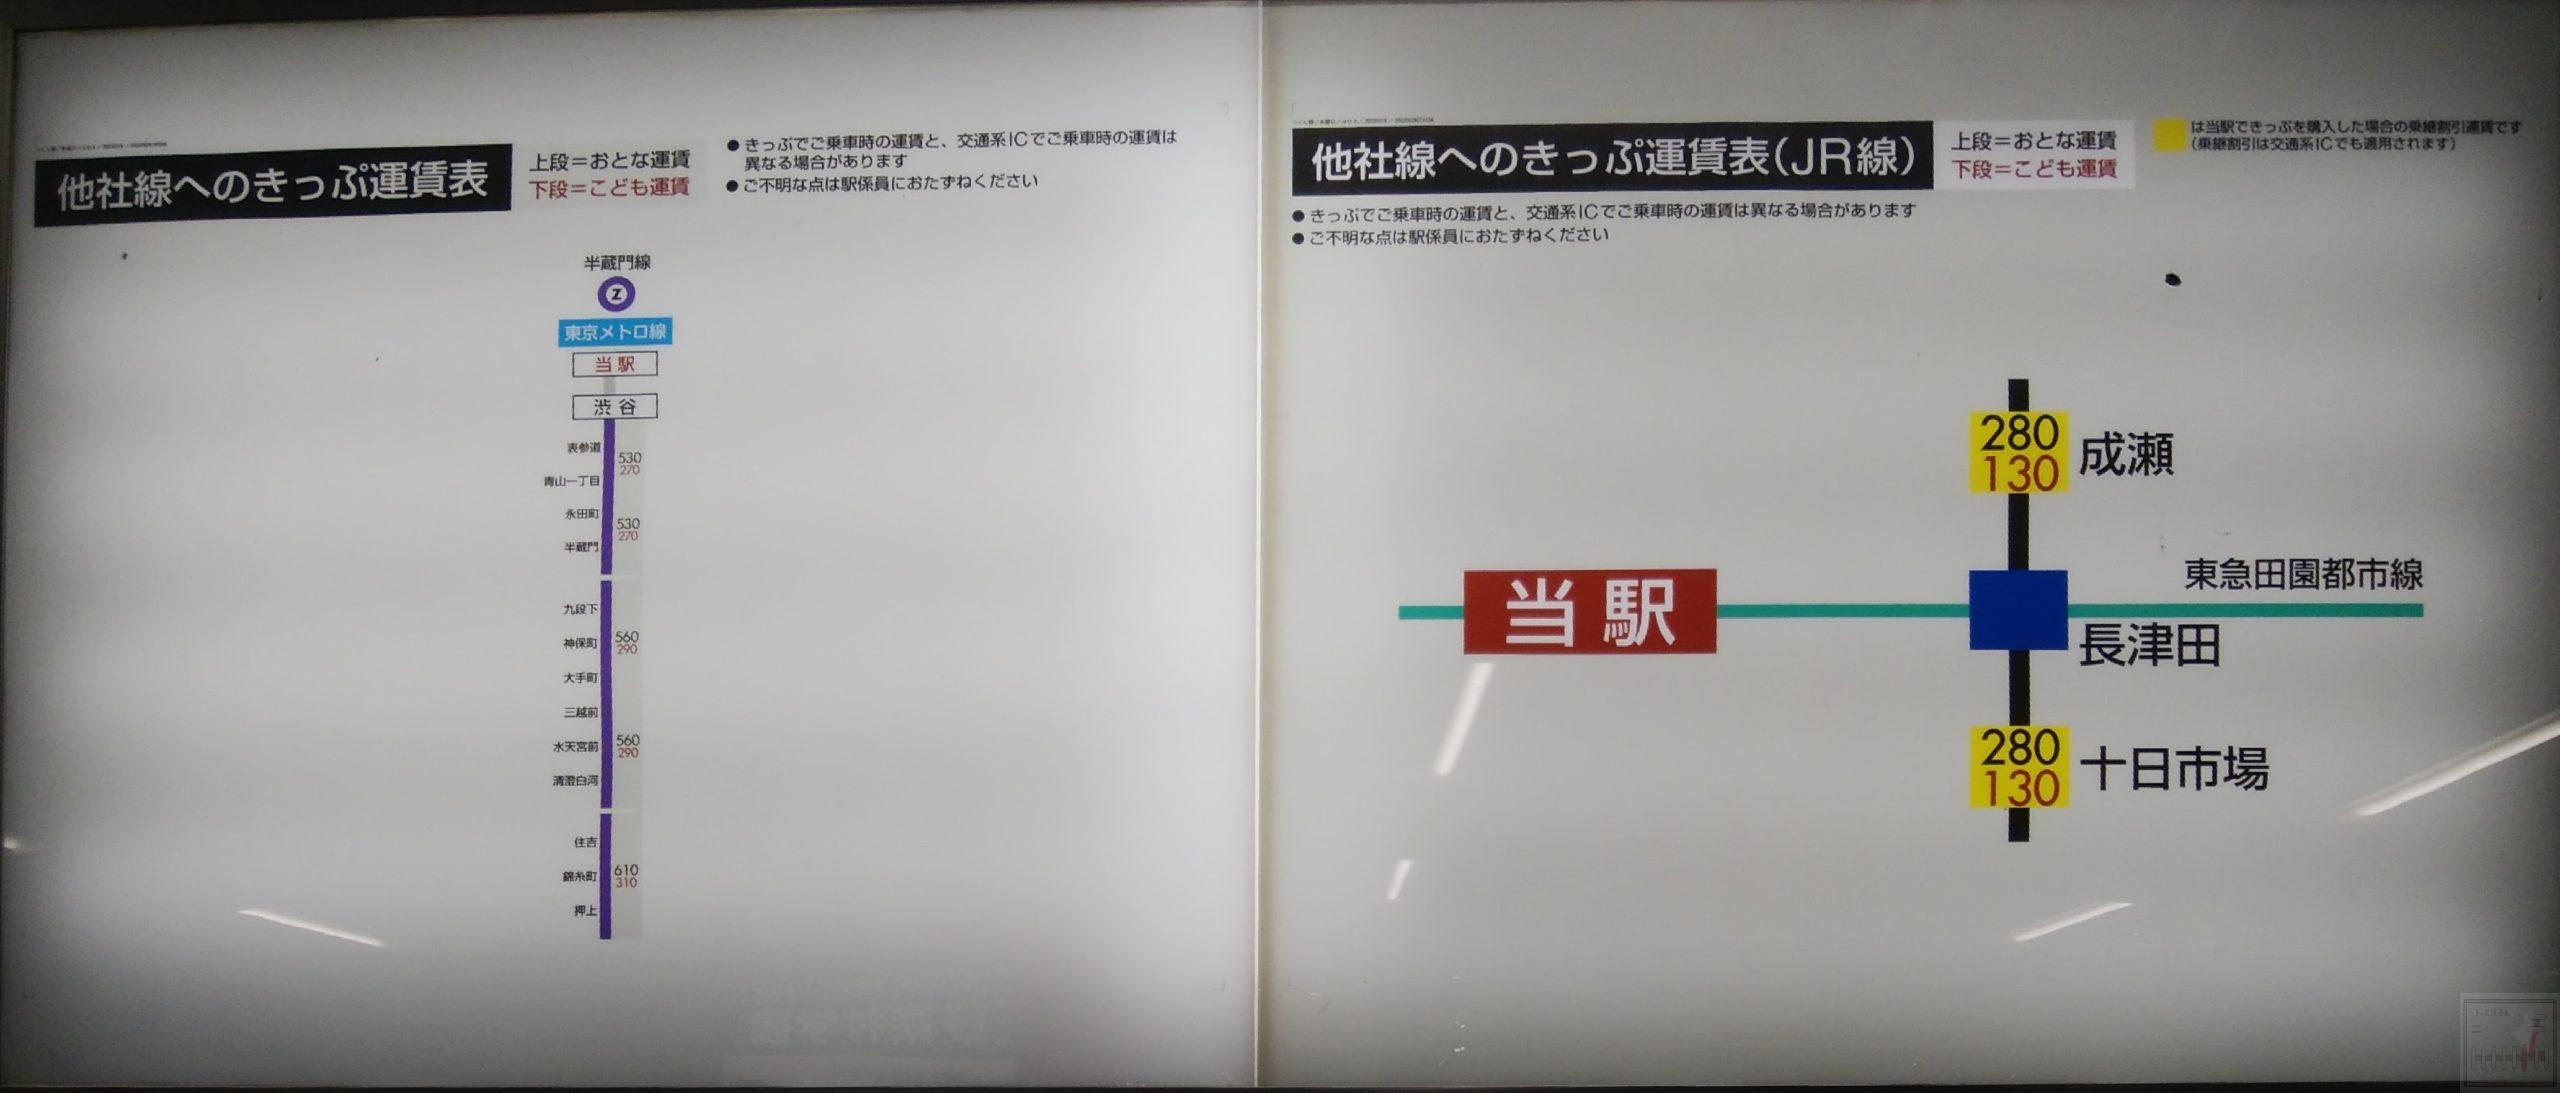 他社線へのきっぷ運賃表
上段＝おとな運賃
下段＝こども運賃
●きっぷでご乗車時の運賃と、交通系ICでご乗車時の運賃は
異なる場合があります
●ご不明な点は駅係員におたずねください
半蔵門線
Z
東京メトロ線
当駅
渋谷
表参道
530
270
青山一丁目
永田町
530
270
半蔵門
九段下
神保町
560
290
大手町
三越前
水天宮前
560
290
清澄白河
住吉
錦糸町
610
310
押上
他社線へのきっぷ運賃表(JR線)
上段＝おとな運賃
下段＝こども運賃
は当駅できっぷを購入した場合の乗継割引運賃です
(乗継割引は交通系ICでも適用されます)
●きっぷでご乗車時の運賃と、交通系ICでご乗車時の運賃は異なる場合があります
●ご不明な点は駅係員におたずねください
280
130
成瀬
東急田園都市線
当駅
長津田
280
130
十日市場